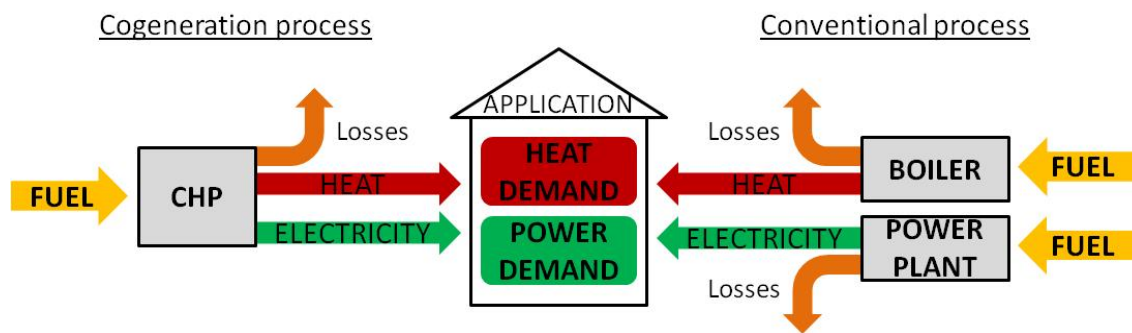 Cogeneration process
Conventional process
APPLICATION
Losses
Losses
HEAT
DEMAND
FUEL
CHP
HEAT
HEAT
BOILER
FUEL
ELECTRICITY
POWER
DEMAND
ELECTRICITY
POWER
PLANT
FUEL
Losses